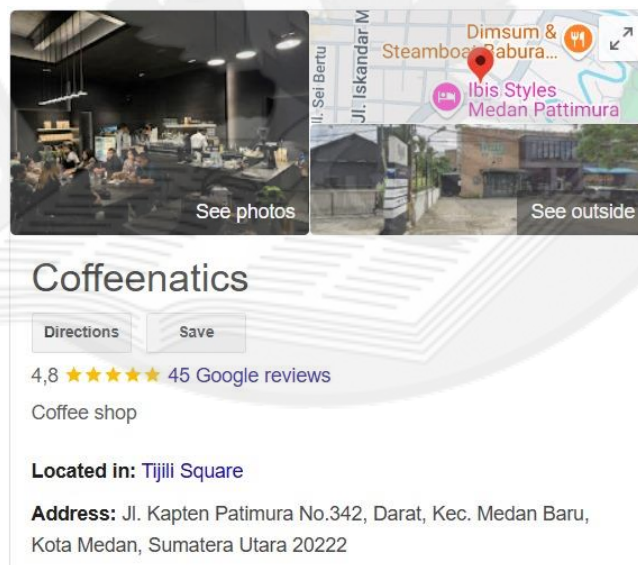 Dimsum &
Steamboat Rabura...
Jl. Sei Bertu
Jl. Iskandar M
Ibis Styles
Medan Pattimura
See photos
See outside
Coffeenatics
Directions
Save
4,8
45 Google reviews
Coffee shop
Located in: Tijili Square
Address: Jl. Kapten Patimura No.342, Darat, Kec. Medan Baru,
Kota Medan, Sumatera Utara 20222